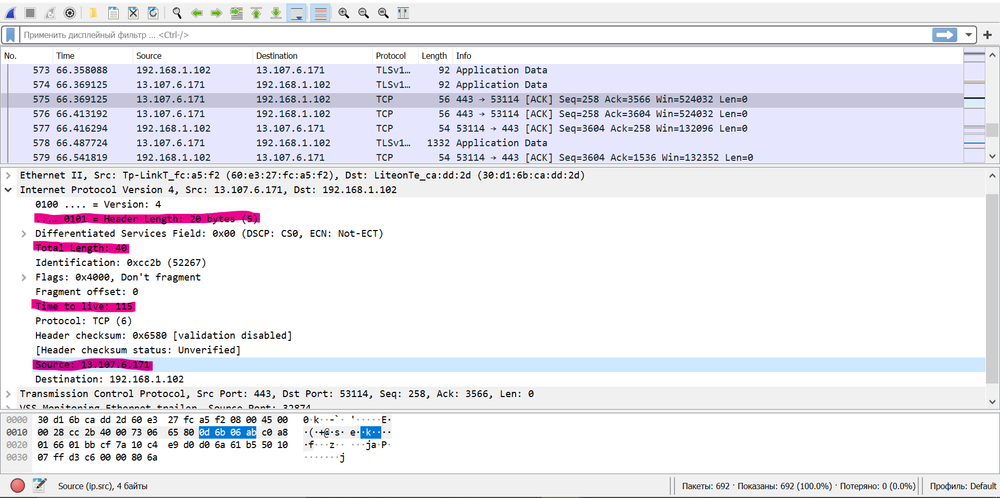 Применить дисплейный фильтр ... <Ctrl-/>
No. Time Source Destination Protocol Length Info
573 66.358088 192.168.1.102 13.107.6.171 TLSv1… 92 Application Data
574 66.369125 13.107.6.171 192.168.1.102 TLSv1… 92 Application Data
575 66.369125 13.107.6.171 192.168.1.102 TCP 56 443 → 53114 [ACK] Seq=258 Ack=3566 Win=524032 Len=0
576 66.413192 13.107.6.171 192.168.1.102 TCP 56 443 → 53114 [ACK] Seq=258 Ack=3604 Win=524032 Len=0
577 66.416294 192.168.1.102 13.107.6.171 TCP 54 53114 → 443 [ACK] Seq=3604 Ack=258 Win=132096 Len=0
578 66.487724 13.107.6.171 192.168.1.102 TLSv1… 1332 Application Data
579 66.541819 192.168.1.102 13.107.6.171 TCP 54 53114 → 443 [ACK] Seq=3604 Ack=1536 Win=132352 Len=0
Ethernet II, Src: Tp-LinkT_fc:a5:f2 (60:e3:27:fc:a5:f2), Dst: LiteonTe_ca:dd:2d (30:d1:6b:ca:dd:2d)
Internet Protocol Version 4, Src: 13.107.6.171, Dst: 192.168.1.102
0100 .... = Version: 4
.... 0101 = Header Length: 20 bytes (5)
Differentiated Services Field: 0x00 (DSCP: CS0, ECN: Not-ECT)
Total Length: 40
Identification: 0xcc2b (52267)
Flags: 0x4000, Don't fragment
Fragment offset: 0
Time to live: 115
Protocol: TCP (6)
Header checksum: 0x6580 [validation disabled]
[Header checksum status: Unverified]
Source: 13.107.6.171
Destination: 192.168.1.102
Transmission Control Protocol, Src Port: 443, Dst Port: 53114, Seq: 258, Ack: 3566, Len: 0
VSS Monitoring Ethernet trailer, Source Port: 32874
0000 30 d1 6b ca dd 2d 60 e3 27 fc a5 f2 08 00 45 00 0·k··-`· '·····E·
0010 00 28 cc 2b 40 00 73 06 65 80 0d 6b 06 ab c0 a8 ·(·+@·s· e··k····
0020 01 66 01 bb cf 7a 10 c4 e9 d0 d0 6a 61 b5 50 10 ·f···z·· ···ja·P·
0030 07 ff d3 c6 00 00 80 6a ·······j
Source (ip.src), 4 байты
Пакеты: 692 · Показаны: 692 (100.0%) · Потеряно: 0 (0.0%)
Профиль: Default